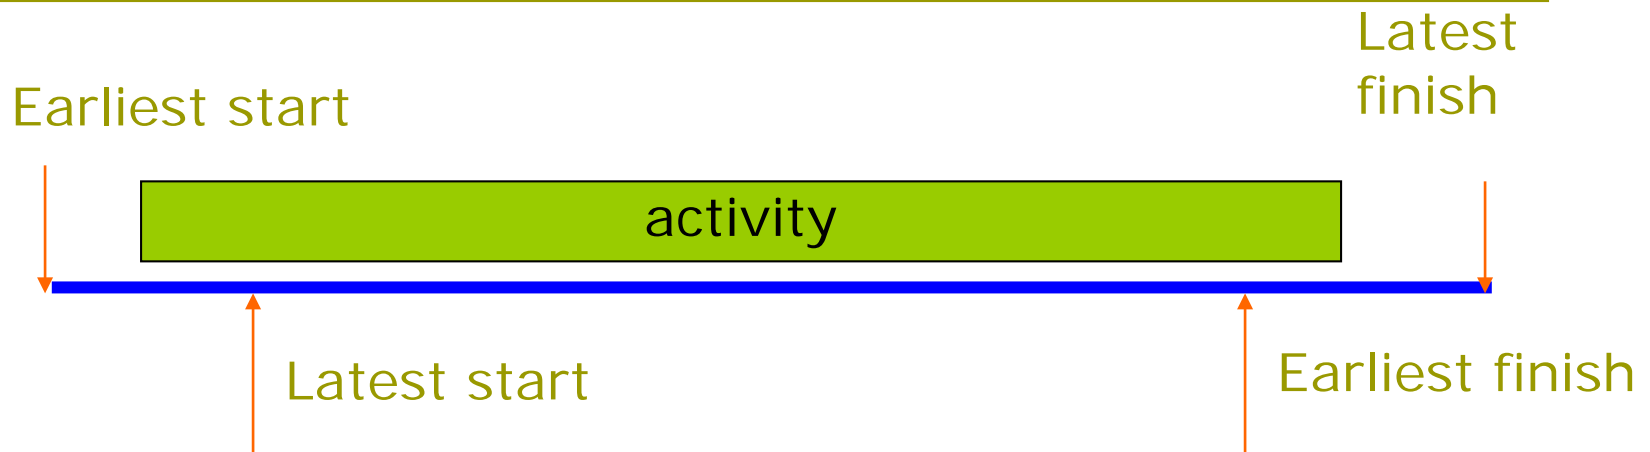 Latest
finish
Earliest start
activity
Latest start
Earliest finish